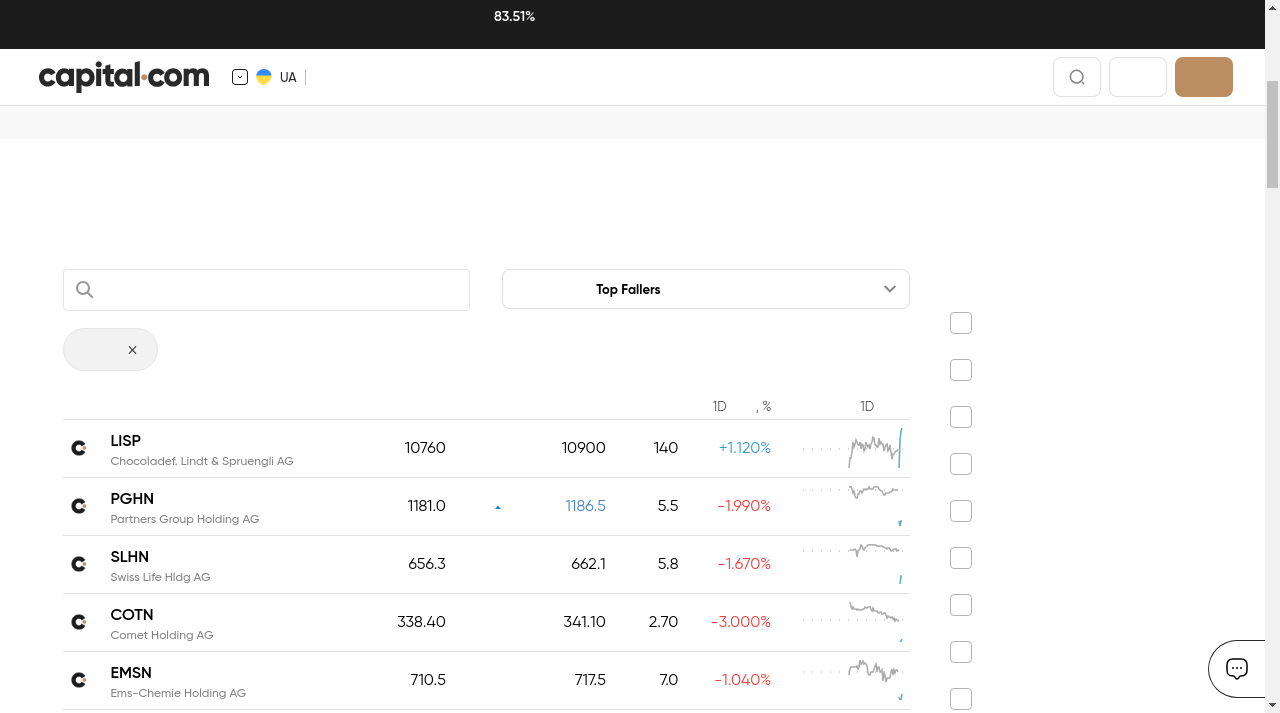 83.51%
capital.com
UA
Top Fallers
1D , % 1D
LISP
Chocoladef. Lindt & Spruengli AG
10760 10900 140 +1.120%
PGHN
Partners Group Holding AG
1181.0 1186.5 5.5 -1.990%
SLHN
Swiss Life Hldg AG
656.3 662.1 5.8 -1.670%
COTN
Comet Holding AG
338.40 341.10 2.70 -3.000%
EMSN
Ems-Chemie Holding AG
710.5 717.5 7.0 -1.040%